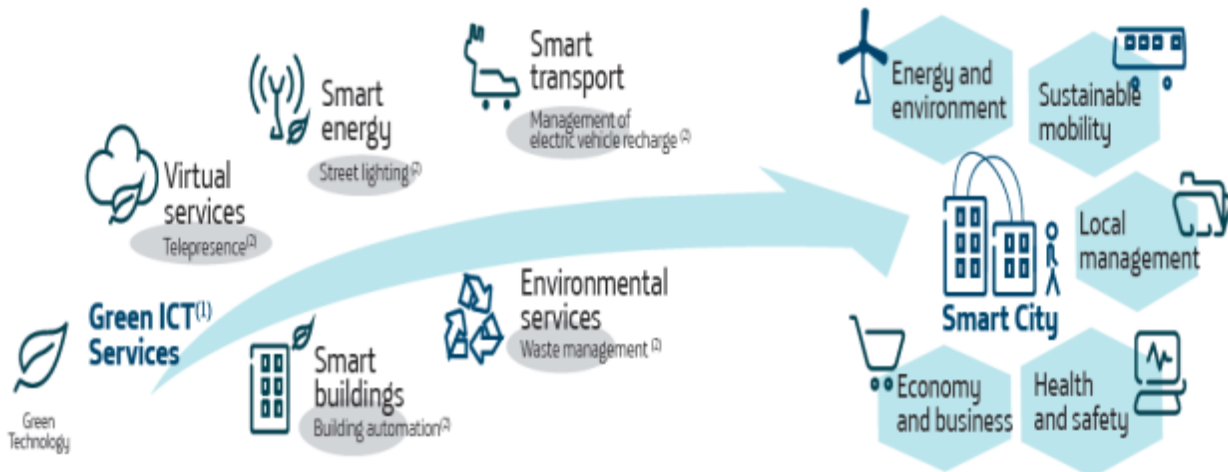 Smart
transport
Management of
electric vehicle recharge (2)
Smart
energy
Street lighting (2)
Virtual
services
Telepresence(2)
Green ICT(1)
Services
Green
Technology
Smart
buildings
Building automation(2)
Environmental
services
Waste management (2)
Energy and
environment
Sustainable
mobility
Local
management
Smart City
Economy
and business
Health
and safety